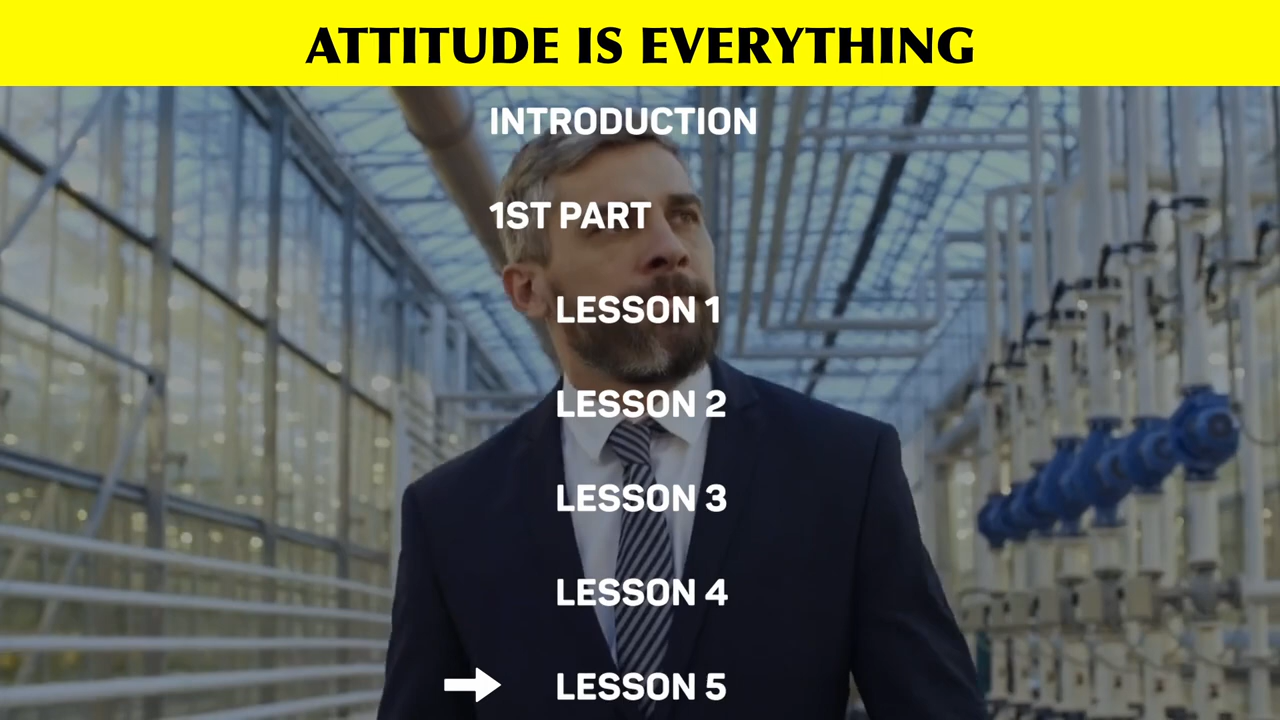 ATTITUDE IS EVERYTHING
INTRODUCTION
1ST PART
LESSON 1
LESSON 2
LESSON 3
LESSON 4
LESSON 5